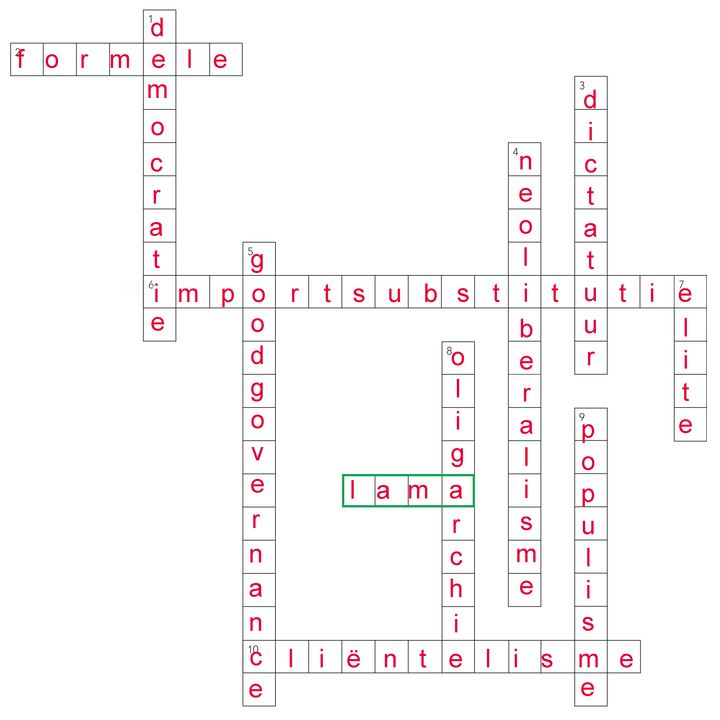 1 democratie
2 formele
3 dictatuur
4 neoliberalisme
5 goodgovernance
6 importsubstitutie
7 elite
8 oligarchie
9 populisme
lama
10 cliëntelisme